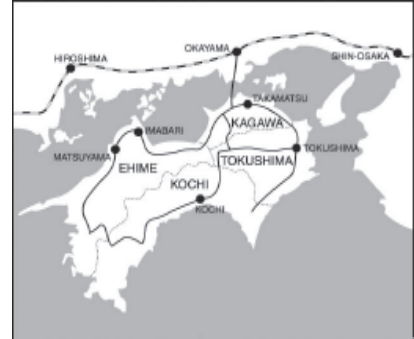 OKAYAMA
SHIN-OSAKA
HIROSHIMA
TAKAMATSU
KAGAWA
IMABARI
MATSUYAMA
TOKUSHIMA
TOKUSHIMA
EHIME
KOCHI
KOCHI